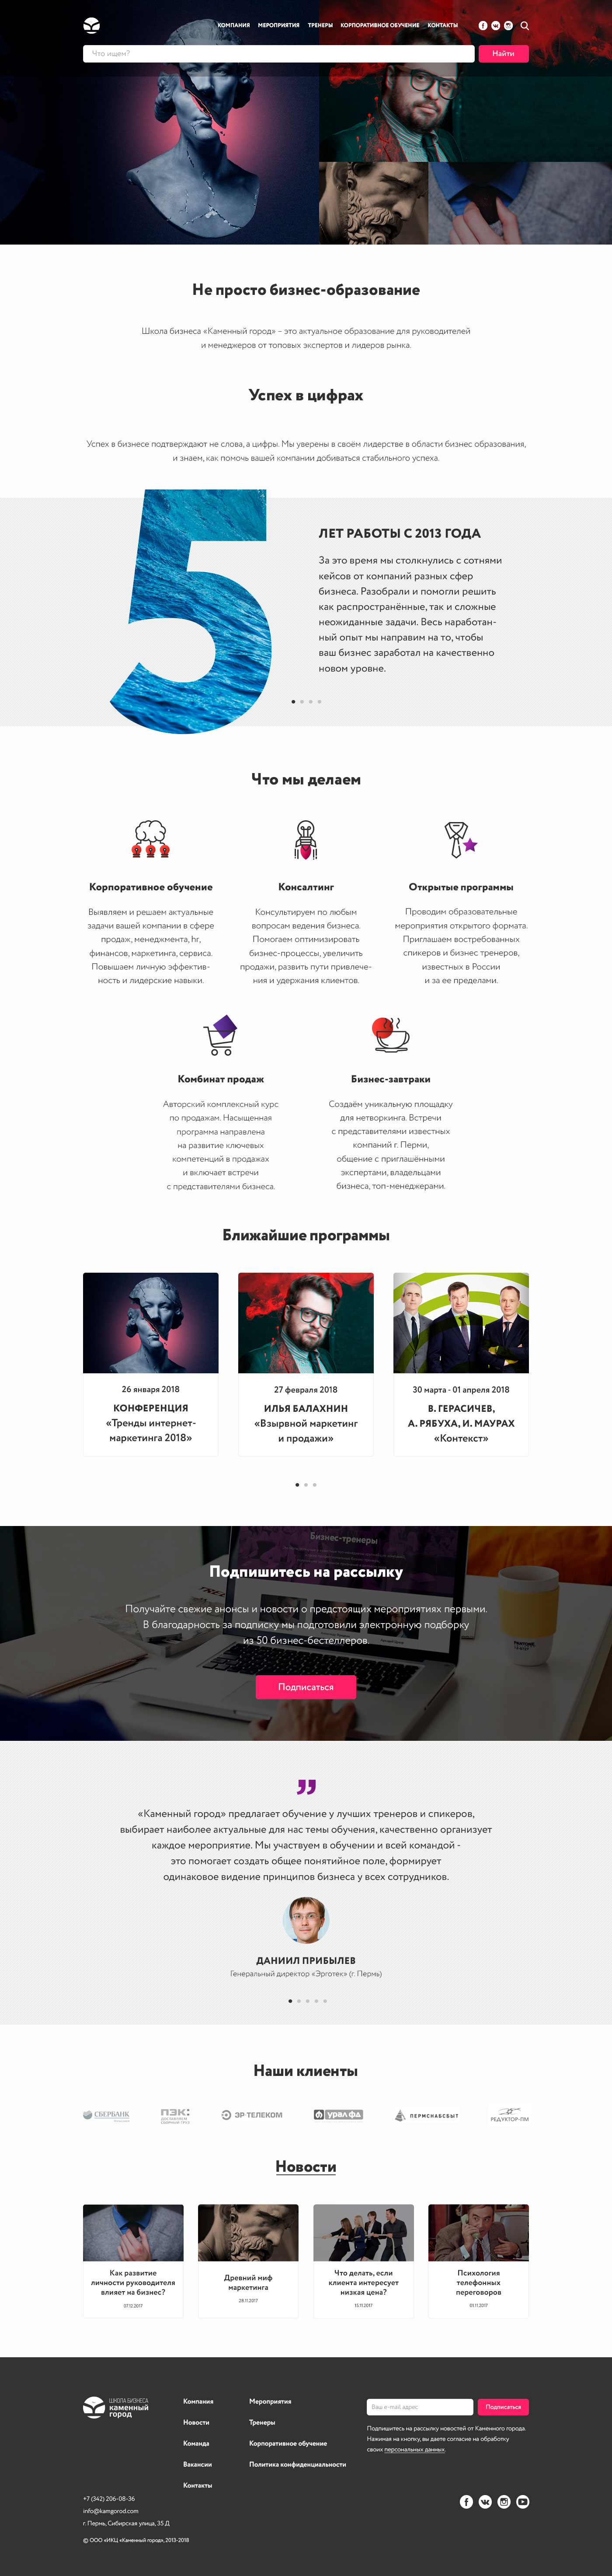 КОМПАНИЯ МЕРОПРИЯТИЯ ТРЕНЕРЫ КОРПОРАТИВНОЕ ОБУЧЕНИЕ КОНТАКТЫ
Что ищем? Найти
Не просто бизнес-образование
Школа бизнеса «Каменный город» – это актуальное образование для руководителей
и менеджеров от топовых экспертов и лидеров рынка.
Успех в цифрах
Успех в бизнесе подтверждают не слова, а цифры. Мы уверены в своём лидерстве в области бизнес образования,
и знаем, как помочь вашей компании добиваться стабильного успеха.
5
ЛЕТ РАБОТЫ С 2013 ГОДА
За это время мы столкнулись с сотнями
кейсов от компаний разных сфер
бизнеса. Разобрали и помогли решить
как распространённые, так и сложные
неожиданные задачи. Весь наработан-
ный опыт мы направим на то, чтобы
ваш бизнес заработал на качественно
новом уровне.
Что мы делаем
Корпоративное обучение
Выявляем и решаем актуальные
задачи вашей компании в сфере
продаж, менеджмента, hr,
финансов, маркетинга, сервиса.
Повышаем личную эффектив-
ность и лидерские навыки.
Консалтинг
Консультируем по любым
вопросам ведения бизнеса.
Помогаем оптимизировать
бизнес-процессы, увеличить
продажи, развить пути привлече-
ния и удержания клиентов.
Открытые программы
Проводим образовательные
мероприятия открытого формата.
Приглашаем востребованных
спикеров и бизнес тренеров,
известных в России
и за ее пределами.
Комбинат продаж
Авторский комплексный курс
по продажам. Насыщенная
программа направлена
на развитие ключевых
компетенций в продажах
и включает встречи
с представителями бизнеса.
Бизнес-завтраки
Создаём уникальную площадку
для нетворкинга. Встречи
с представителями известных
компаний г. Перми,
общение с приглашёнными
экспертами, владельцами
бизнеса, топ-менеджерами.
Ближайшие программы
26 января 2018
КОНФЕРЕНЦИЯ
«Тренды интернет-
маркетинга 2018»
27 февраля 2018
ИЛЬЯ БАЛАХНИН
«Взрывной маркетинг
и продажи»
30 марта - 01 апреля 2018
В. ГЕРАСИЧЕВ,
А. РЯБУХА, И. МАУРАХ
«Контекст»
Бизнес-тренеры
Подпишитесь на рассылку
Получайте свежие анонсы и новости о предстоящих мероприятиях первыми.
В благодарность за подписку мы подготовили электронную подборку
из 50 бизнес-бестселлеров.
Подписаться
«Каменный город» предлагает обучение у лучших тренеров и спикеров,
выбирает наиболее актуальные для нас темы обучения, качественно организует
каждое мероприятие. Мы участвуем в обучении и всей командой -
это помогает создать общее понятийное поле, формирует
одинаковое видение принципов бизнеса у всех сотрудников.
ДАНИИЛ ПРИБЫЛЕВ
Генеральный директор «Эрготек» (г. Пермь)
Наши клиенты
СБЕРБАНК
ПЭК:
ЭР-ТЕЛЕКОМ
УРАЛ ФД
ПЕРМСНАБСБЫТ
РЕДУКТОР-ПМ
Новости
Как развитие
личности руководителя
влияет на бизнес?
07.12.2017
Древний миф
маркетинга
28.11.2017
Что делать, если
клиента интересует
низкая цена?
15.11.2017
Психология
телефонных
переговоров
01.11.2017
ШКОЛА БИЗНЕСА
каменный
город
Компания
Новости
Команда
Вакансии
Контакты
Мероприятия
Тренеры
Корпоративное обучение
Политика конфиденциальности
Ваш e-mail адрес Подписаться
Подпишитесь на рассылку новостей от Каменного города.
Нажимая на кнопку, вы даете согласие на обработку
своих персональных данных.
+7 (342) 206-08-36
info@kamgorod.com
г. Пермь, Сибирская улица, 35 Д
© ООО «ИКЦ «Каменный город», 2013-2018